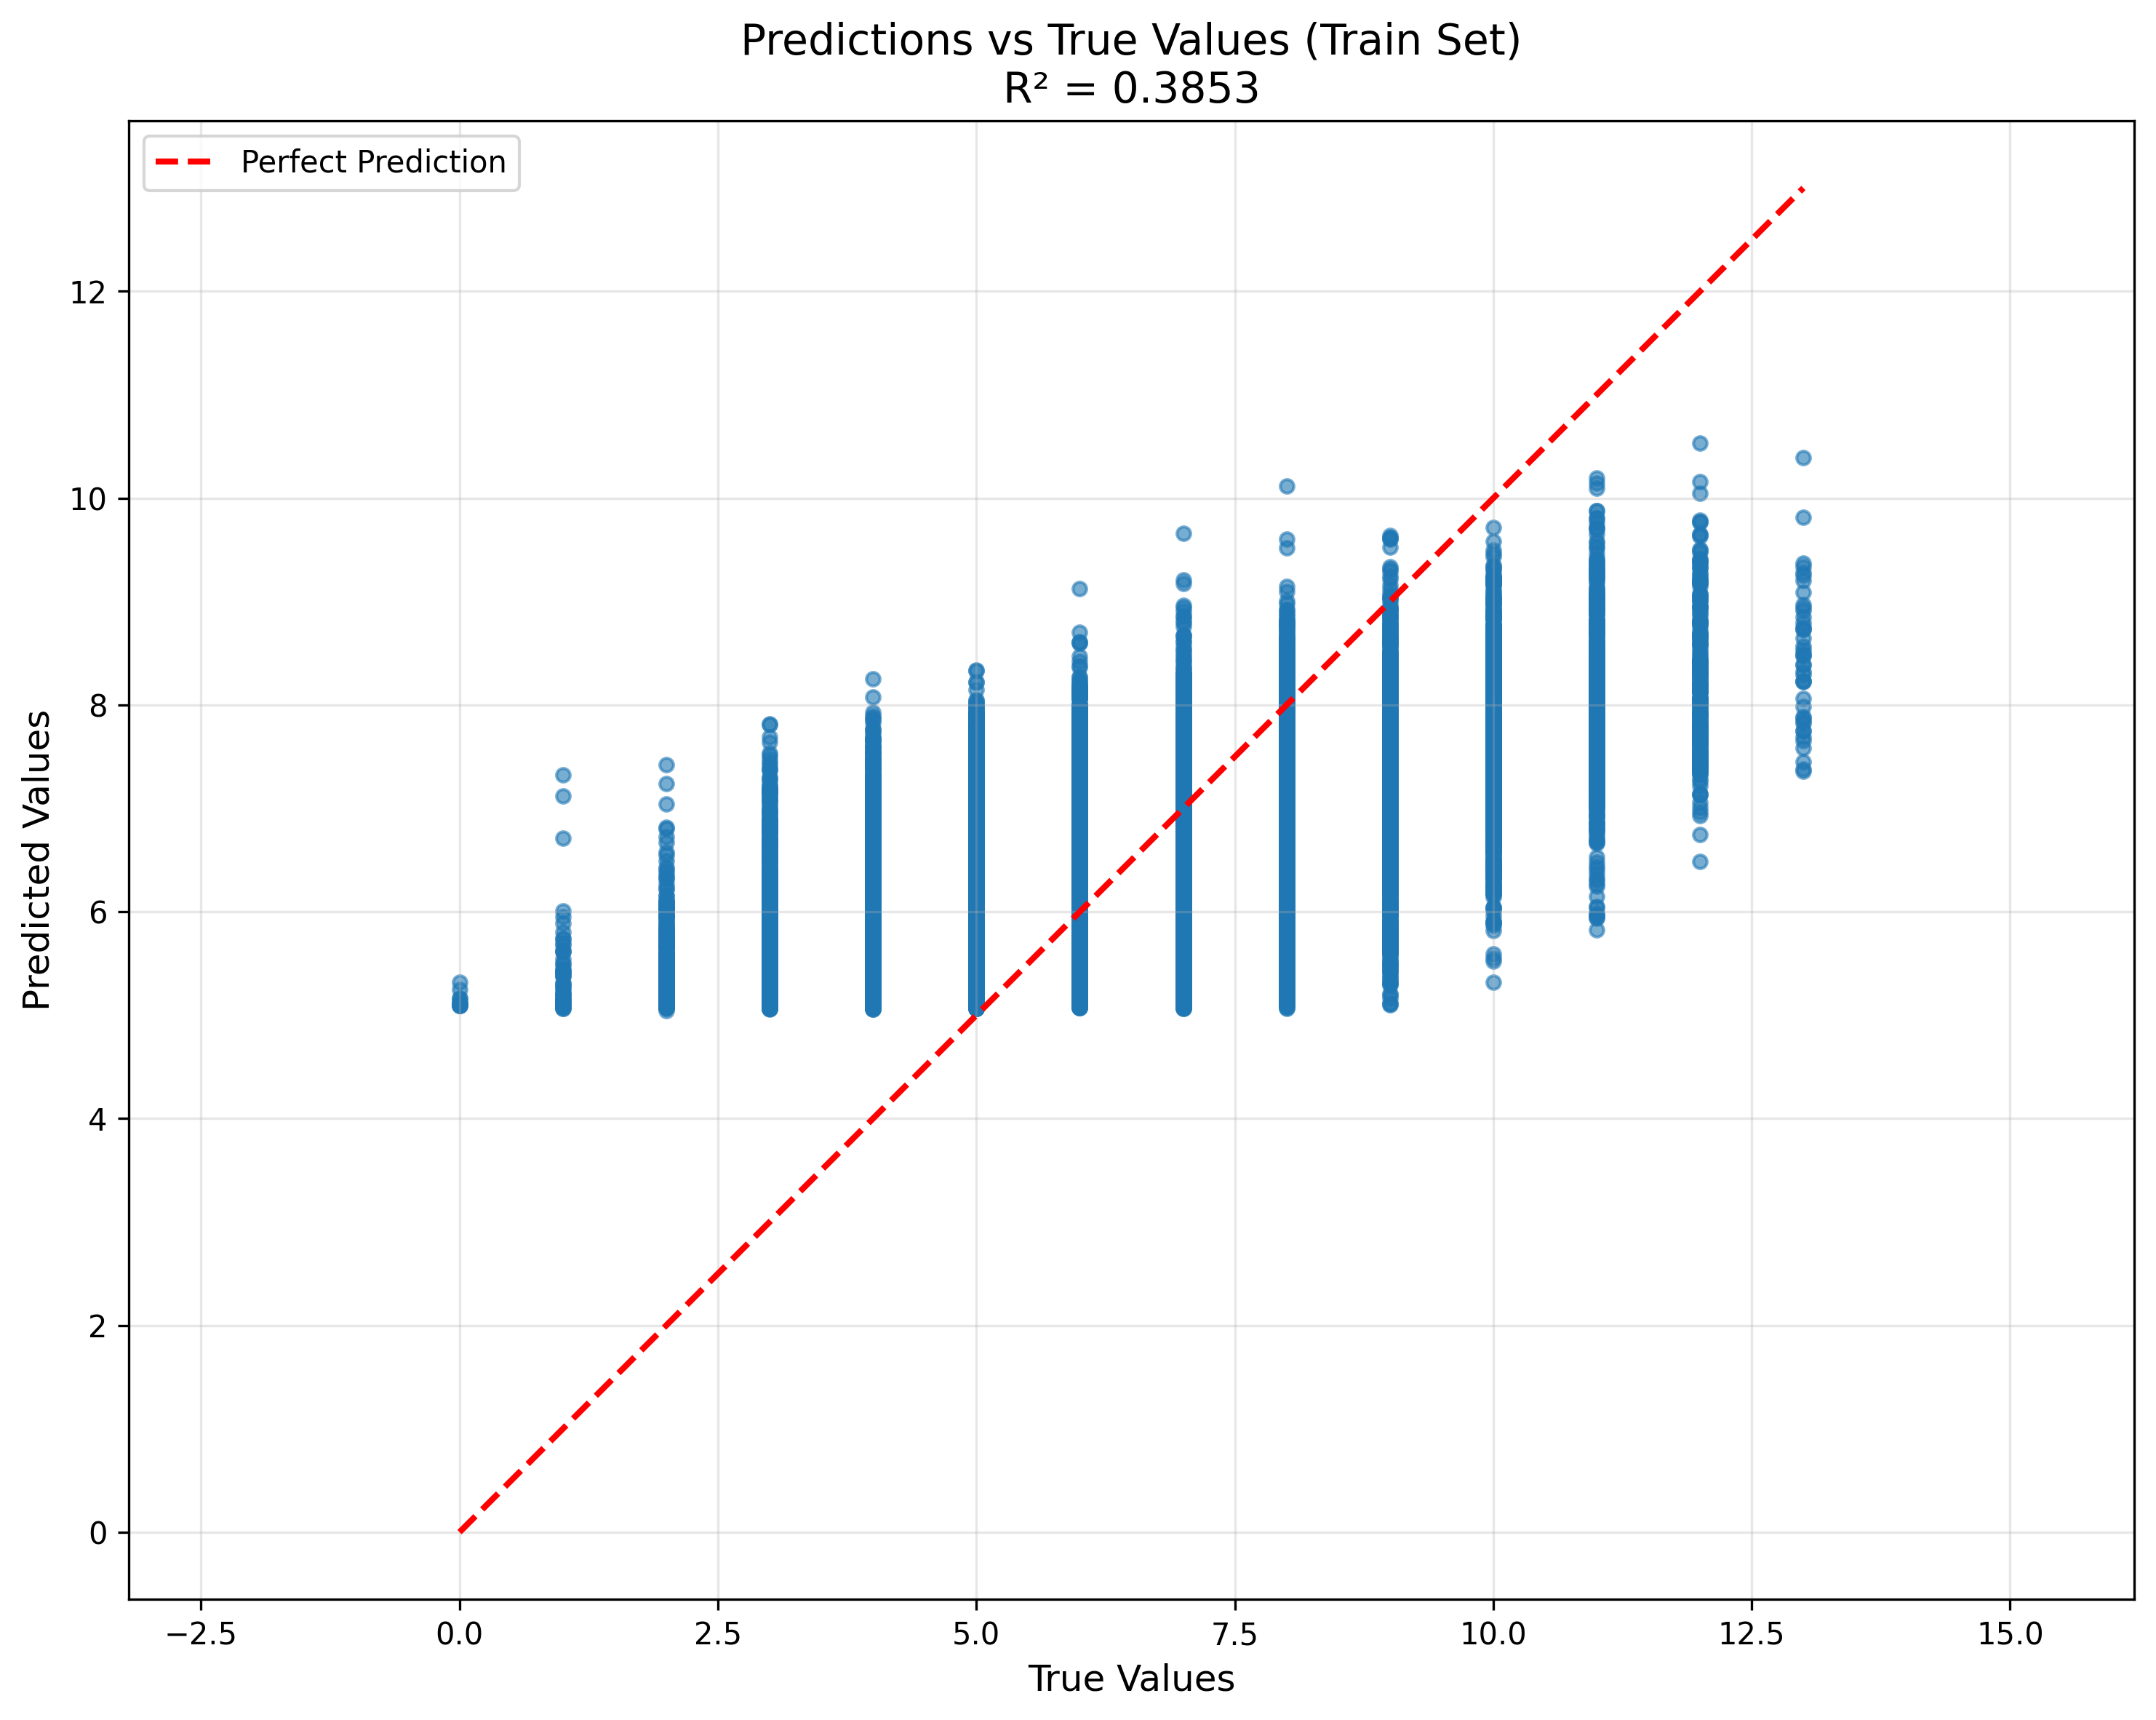 Predictions vs True Values (Train Set)
R² = 0.3853
Perfect Prediction
12
10
8
6
4
2
0
Predicted Values
−2.5 0.0 2.5 5.0 7.5 10.0 12.5 15.0
True Values